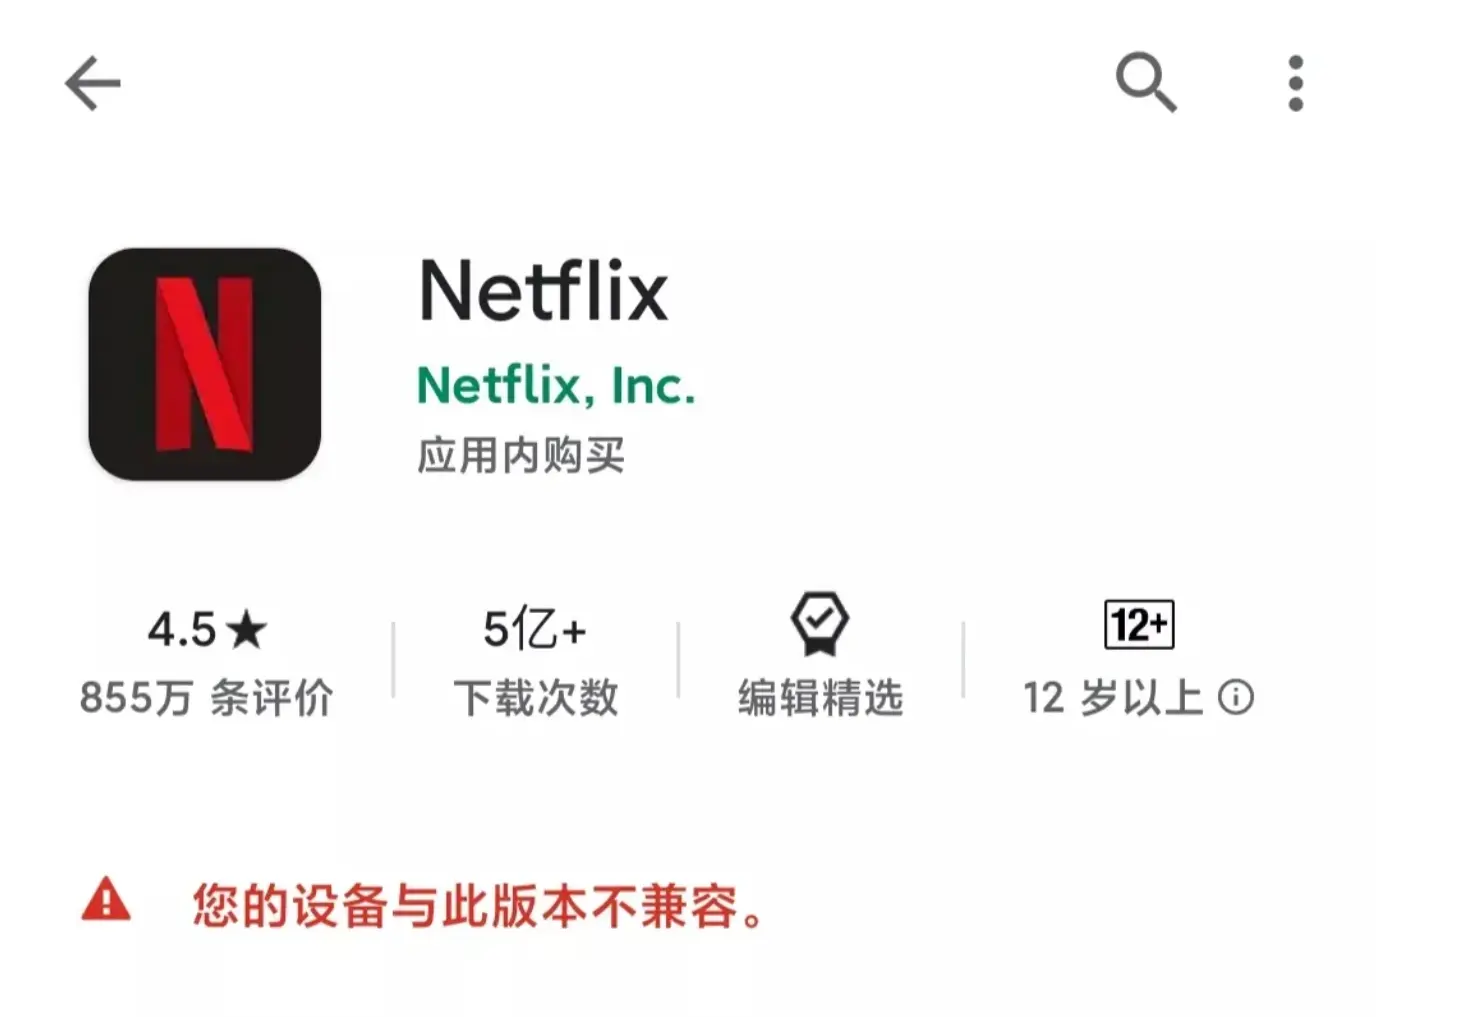 Netflix
Netflix, Inc.
应用内购买
4.5★ 5亿+ 12+
855万 条评价 下载次数 编辑精选 12 岁以上
您的设备与此版本不兼容。